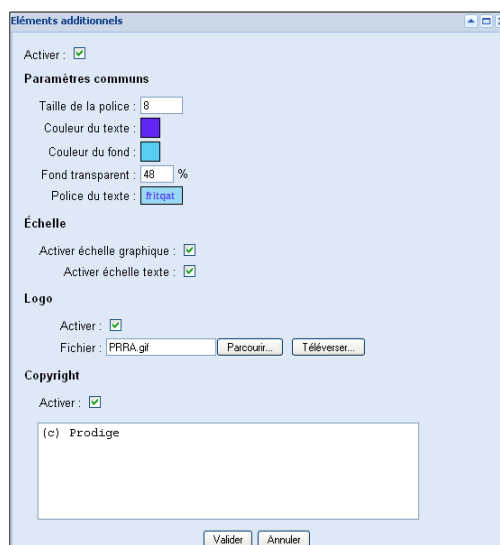 Eléments additionnels
Activer :
Paramètres communs
Taille de la police : 8
Couleur du texte :
Couleur du fond :
Fond transparent : 48 %
Police du texte : fritqat
Échelle
Activer échelle graphique :
Activer échelle texte :
Logo
Activer :
Fichier : PRRA.gif Parcourir... Téléverser...
Copyright
Activer :
(c) Prodige
Valider Annuler